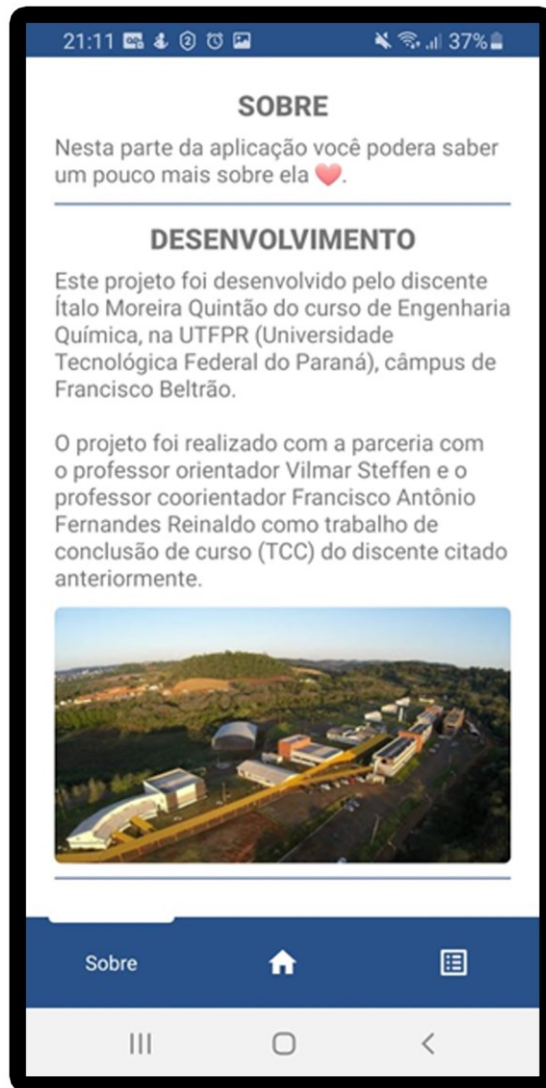 21:11 37%
SOBRE
Nesta parte da aplicação você podera saber
um pouco mais sobre ela ❤️.
DESENVOLVIMENTO
Este projeto foi desenvolvido pelo discente
Ítalo Moreira Quintão do curso de Engenharia
Química, na UTFPR (Universidade
Tecnológica Federal do Paraná), câmpus de
Francisco Beltrão.
O projeto foi realizado com a parceria com
o professor orientador Vilmar Steffen e o
professor coorientador Francisco Antônio
Fernandes Reinaldo como trabalho de
conclusão de curso (TCC) do discente citado
anteriormente.
Sobre